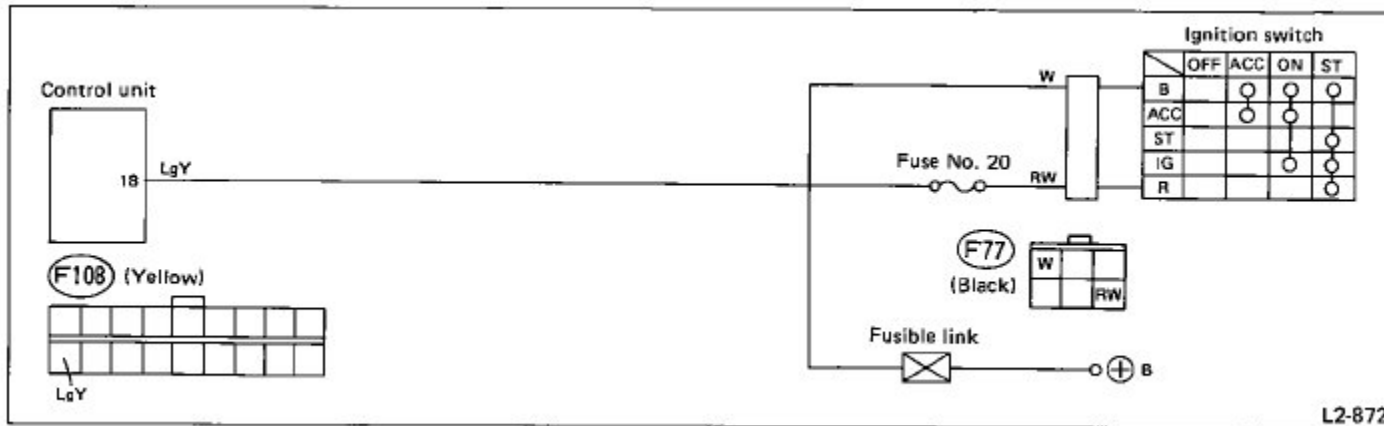 Ignition switch
OFF ACC ON ST
B
ACC
ST
IG
R
Control unit
18
LgY
W
Fuse No. 20
RW
F108 (Yellow)
LgY
F77
(Black)
W
RW
Fusible link
+ B
L2-872